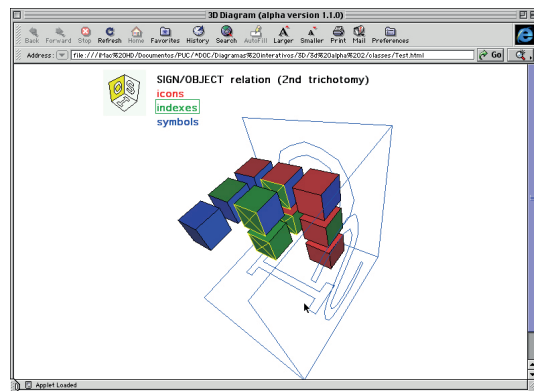 3D Diagram (alpha version 1.1.0)
Back Forward Stop Refresh Home Favorites History Search AutoFill Larger Smaller Print Mail Preferences
Address: file:///iMac%20HD/Documentos/PUC/^DOC/Diagramas%20interativos/3D/3d%20alpha%202/classes/Test.html Go
SIGN/OBJECT relation (2nd trichotomy)
icons
indexes
symbols
S
O
I
Applet Loaded